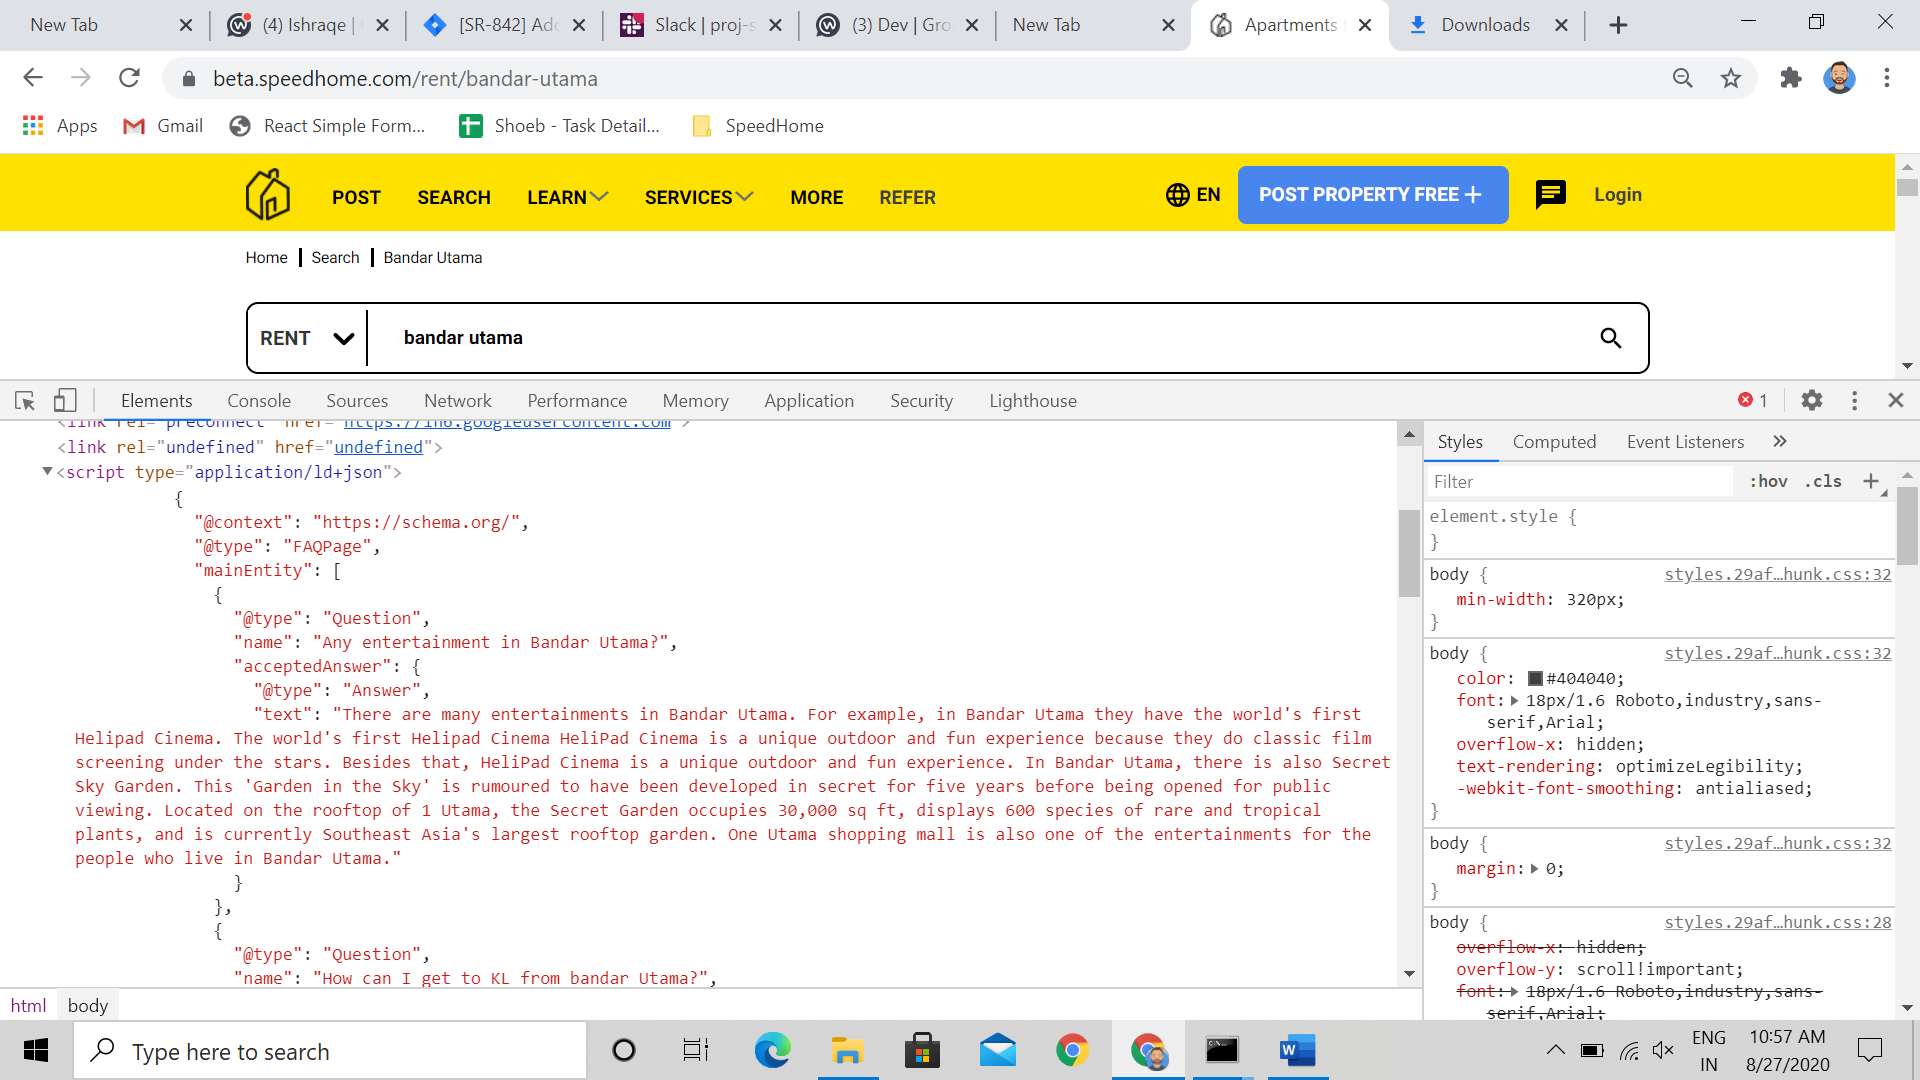 New Tab
(4) Ishraqe |
[SR-842] Add
Slack | proj-s
(3) Dev | Gro
New Tab
Apartments
Downloads
beta.speedhome.com/rent/bandar-utama
Apps
Gmail
React Simple Form...
Shoeb - Task Detail...
SpeedHome
POST
SEARCH
LEARN
SERVICES
MORE
REFER
EN
POST PROPERTY FREE +
Login
Home
Search
Bandar Utama
RENT
bandar utama
Elements
Console
Sources
Network
Performance
Memory
Application
Security
Lighthouse
1
<link rel="preconnect" href="https://lh6.googleusercontent.com">
<link rel="undefined" href="undefined">
<script type="application/ld+json">
{
"@context": "https://schema.org/",
"@type": "FAQPage",
"mainEntity": [
{
"@type": "Question",
"name": "Any entertainment in Bandar Utama?",
"acceptedAnswer": {
"@type": "Answer",
"text": "There are many entertainments in Bandar Utama. For example, in Bandar Utama they have the world's first
Helipad Cinema. The world's first Helipad Cinema HeliPad Cinema is a unique outdoor and fun experience because they do classic film
screening under the stars. Besides that, HeliPad Cinema is a unique outdoor and fun experience. In Bandar Utama, there is also Secret
Sky Garden. This 'Garden in the Sky' is rumoured to have been developed in secret for five years before being opened for public
viewing. Located on the rooftop of 1 Utama, the Secret Garden occupies 30,000 sq ft, displays 600 species of rare and tropical
plants, and is currently Southeast Asia's largest rooftop garden. One Utama shopping mall is also one of the entertainments for the
people who live in Bandar Utama."
}
},
{
"@type": "Question",
"name": "How can I get to KL from bandar Utama?",
html
body
Styles
Computed
Event Listeners
»
Filter
:hov
.cls
+
element.style {
}
body {
styles.29af…hunk.css:32
min-width: 320px;
}
body {
styles.29af…hunk.css:32
color: #404040;
font: 18px/1.6 Roboto,industry,sans-
serif,Arial;
overflow-x: hidden;
text-rendering: optimizeLegibility;
-webkit-font-smoothing: antialiased;
}
body {
styles.29af…hunk.css:32
margin: 0;
}
body {
styles.29af…hunk.css:28
overflow-x: hidden;
overflow-y: scroll!important;
font: 18px/1.6 Roboto,industry,sans-
serif,Arial;
Type here to search
ENG
IN
10:57 AM
8/27/2020